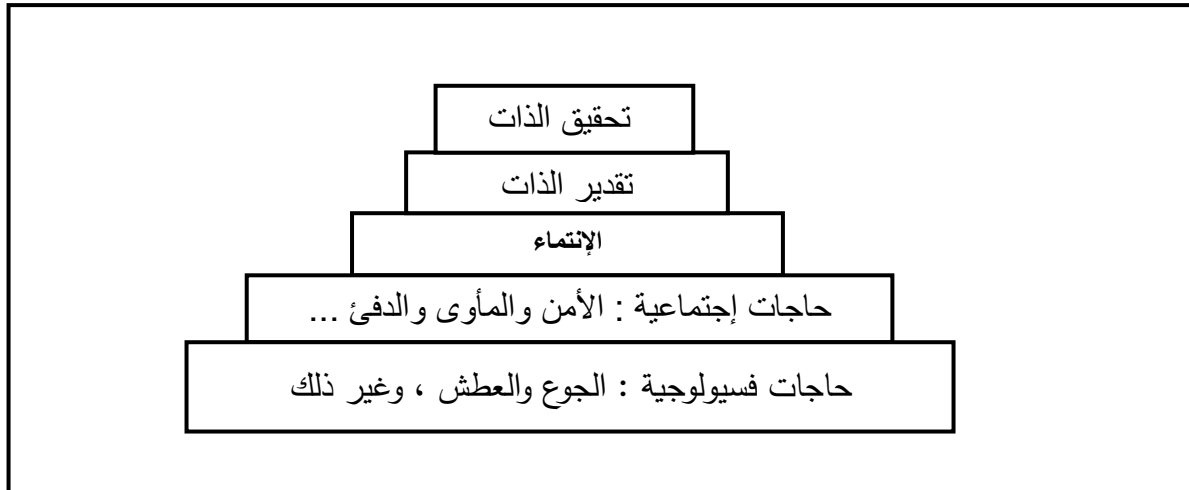 تحقيق الذات
تقدير الذات
الإنتماء
حاجات إجتماعية : الأمن والمأوى والدفئ ...
حاجات فسيولوجية : الجوع والعطش ، وغير ذلك